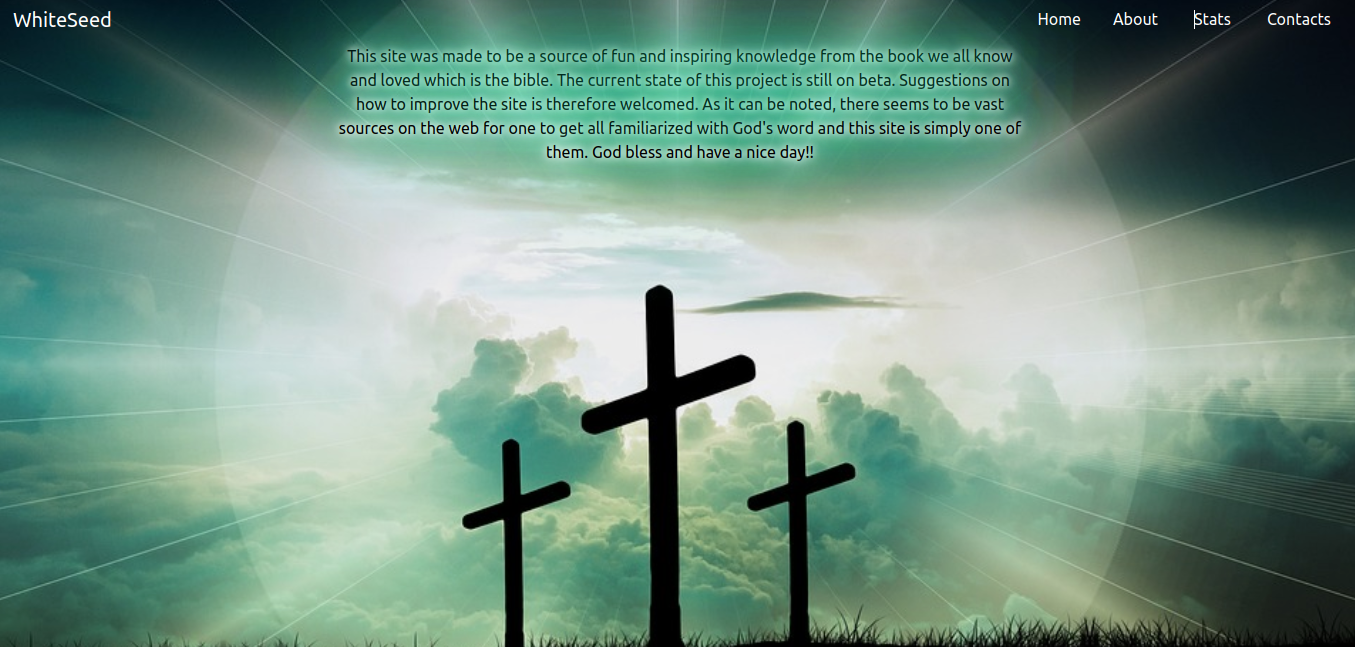 WhiteSeed
Home About Stats Contacts
This site was made to be a source of fun and inspiring knowledge from the book we all know
and loved which is the bible. The current state of this project is still on beta. Suggestions on
how to improve the site is therefore welcomed. As it can be noted, there seems to be vast
sources on the web for one to get all familiarized with God's word and this site is simply one of
them. God bless and have a nice day!!